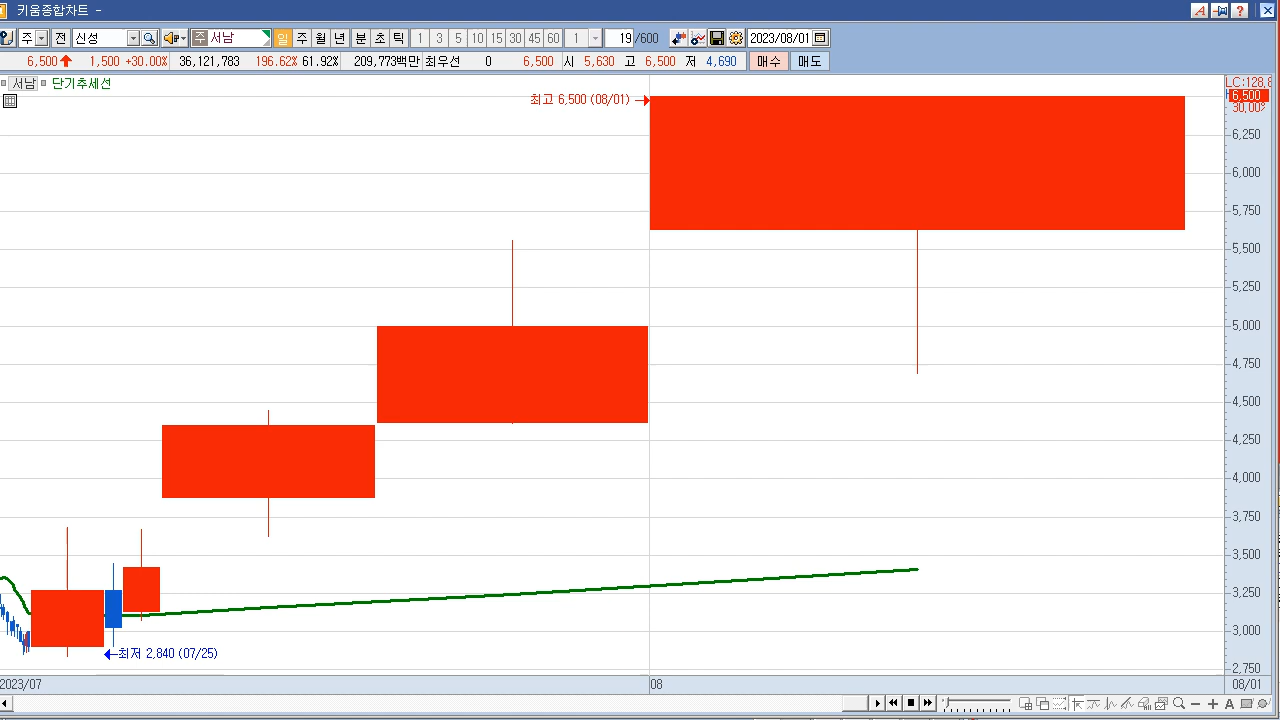 키움종합차트 -
주 전 신성 주 서남 일 주 월 년 분 초 틱 1 3 5 10 15 30 45 60 1 19 /600 2023/08/01
6,500 1,500 +30.00% 36,121,783 196.62% 61.92% 209,773백만 최우선 0 6,500 시 5,630 고 6,500 저 4,690 매수 매도
서남 단기추세선
LC:128,8
최고 6,500 (08/01)
6,500
30,00%
6,250
6,000
5,750
5,500
5,250
5,000
4,750
4,500
4,250
4,000
3,750
3,500
3,250
3,000
최저 2,840 (07/25)
2,750
2023/07 08 08/01
A